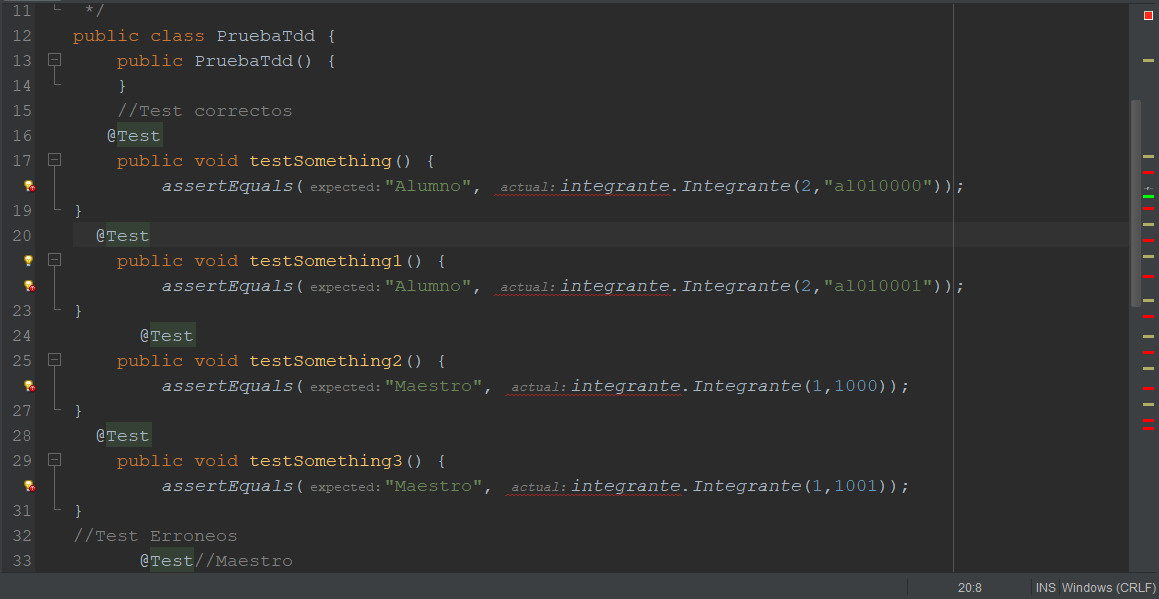 11 */
12 public class PruebaTdd {
13 public PruebaTdd() {
14 }
15 //Test correctos
16 @Test
17 public void testSomething() {
assertEquals( expected: "Alumno", actual: integrante.Integrante(2,"al010000"));
19 }
20 @Test
public void testSomething1() {
assertEquals( expected: "Alumno", actual: integrante.Integrante(2,"al010001"));
23 }
24 @Test
25 public void testSomething2() {
assertEquals( expected: "Maestro", actual: integrante.Integrante(1,1000));
27 }
28 @Test
29 public void testSomething3() {
assertEquals( expected: "Maestro", actual: integrante.Integrante(1,1001));
31 }
32 //Test Erroneos
33 @Test//Maestro
20:8 INS Windows (CRLF)